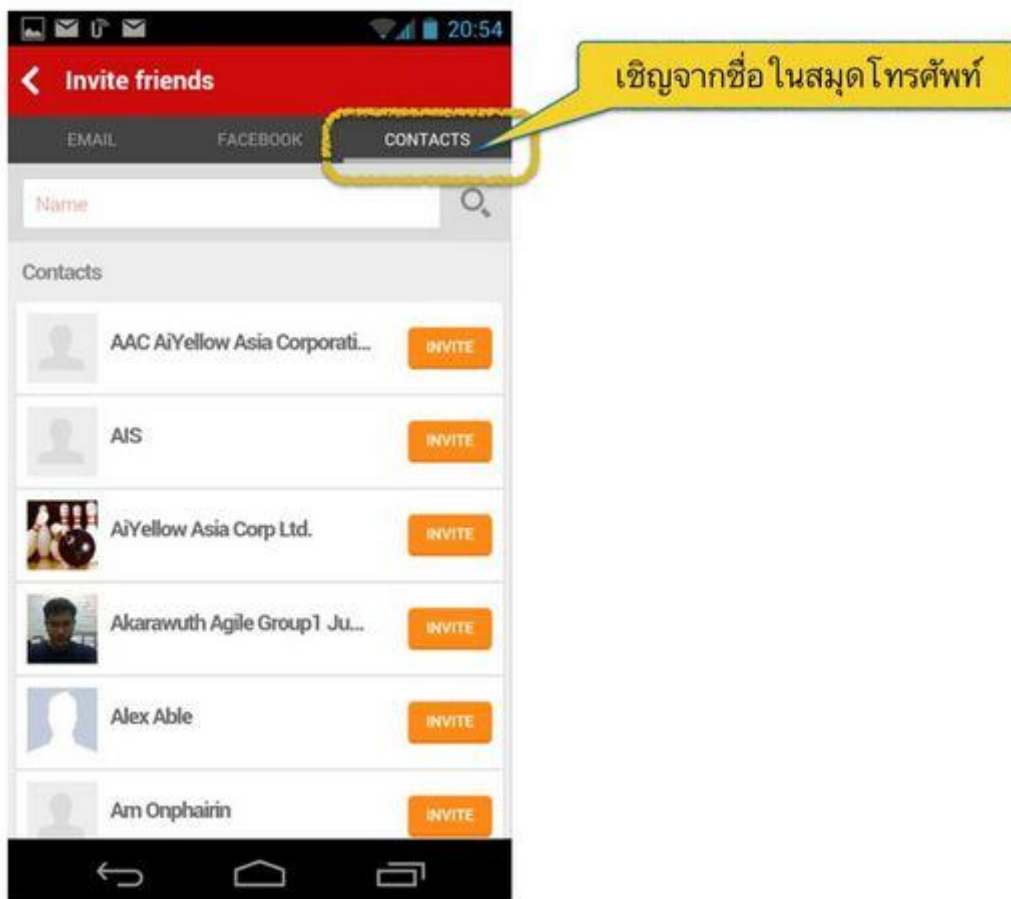 20:54
Invite friends
เชิญจากชื่อในสมุดโทรศัพท์
EMAIL FACEBOOK CONTACTS
Name
Contacts
AAC AiYellow Asia Corporati... INVITE
AIS INVITE
AiYellow Asia Corp Ltd. INVITE
Akarawuth Agile Group1 Ju... INVITE
Alex Able INVITE
Am Onphairin INVITE